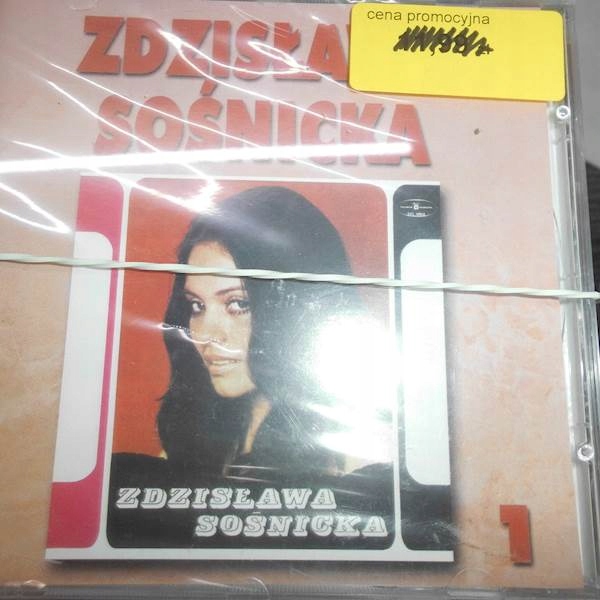 cena promocyjna
ZDZISŁAW
SOŚNICKA
ZDZISŁAWA
SOŚNICKA
1